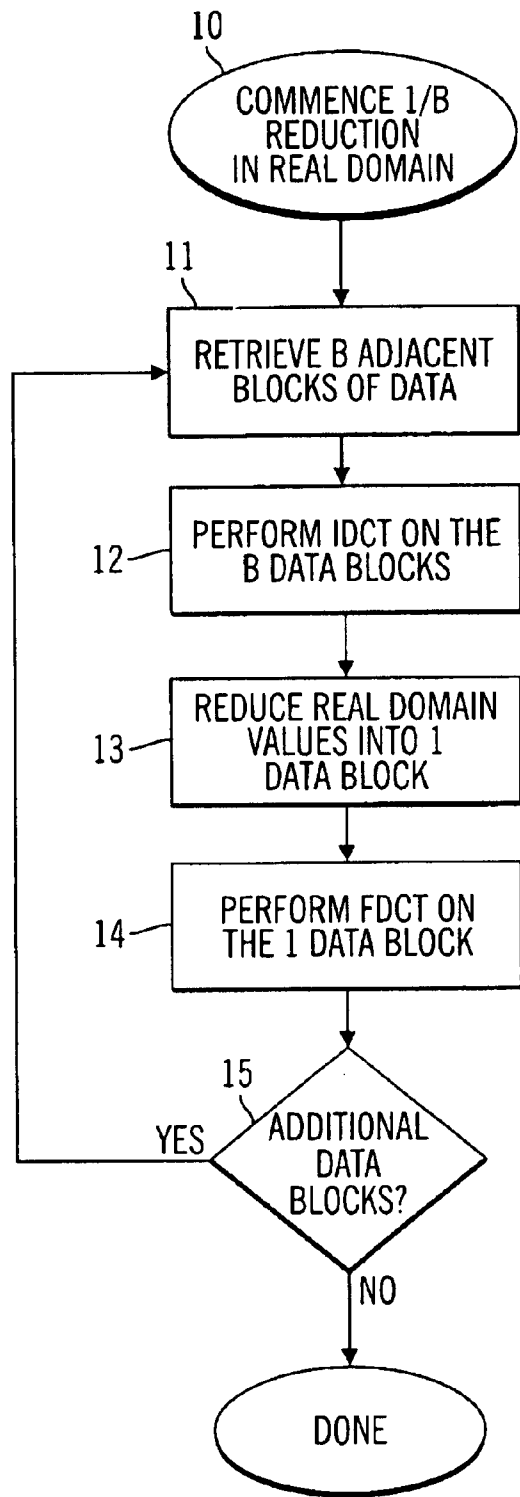 10
COMMENCE 1/B
REDUCTION
IN REAL DOMAIN
11
RETRIEVE B ADJACENT
BLOCKS OF DATA
12
PERFORM IDCT ON THE
B DATA BLOCKS
13
REDUCE REAL DOMAIN
VALUES INTO 1
DATA BLOCK
14
PERFORM FDCT ON
THE 1 DATA BLOCK
15
YES
ADDITIONAL
DATA
BLOCKS?
NO
DONE